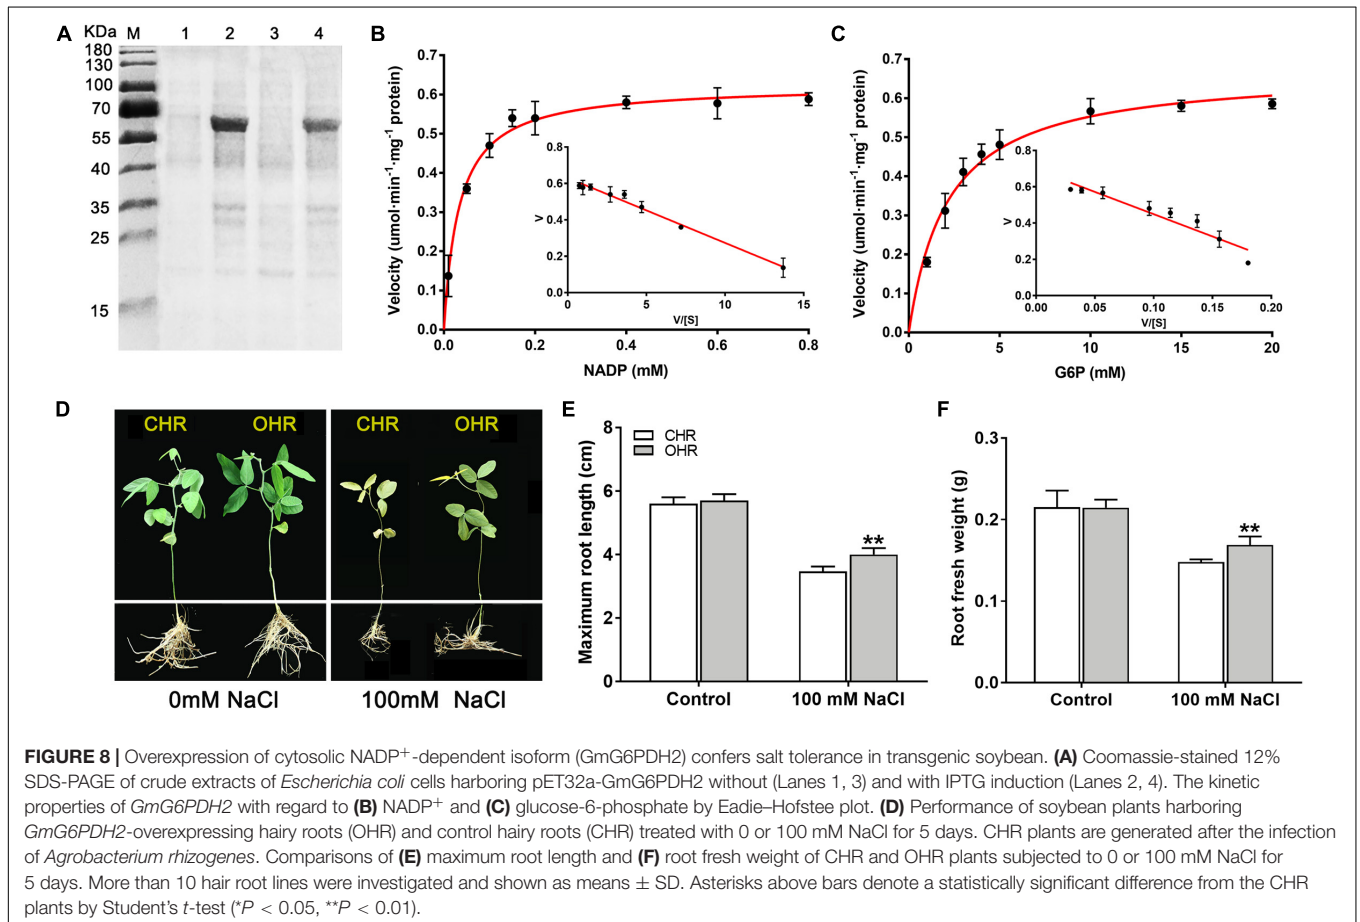 A
KDa M 1 2 3 4
180
130
100
70
55
40
35
25
15
B
Velocity (umol·min⁻¹·mg⁻¹ protein)
0.7
0.6
0.5
0.4
0.3
0.2
0.1
0.0
0.0 0.2 0.4 0.6 0.8
NADP (mM)
V
0.8
0.6
0.4
0.2
0.0
0 5 10 15
V/[S]
C
Velocity (umol·min⁻¹·mg⁻¹ protein)
0.7
0.6
0.5
0.4
0.3
0.2
0.1
0.0
0 5 10 15 20
G6P (mM)
V
0.8
0.6
0.4
0.2
0.0
0.00 0.05 0.10 0.15 0.20
V/[S]
D
CHR OHR CHR OHR
0mM NaCl 100mM NaCl
E
Maximum root length (cm)
8
6
4
2
0
CHR
OHR
**
Control 100 mM NaCl
F
Root fresh weight (g)
0.3
0.2
0.1
0.0
**
Control 100 mM NaCl
FIGURE 8 | Overexpression of cytosolic NADP⁺-dependent isoform (GmG6PDH2) confers salt tolerance in transgenic soybean. (A) Coomassie-stained 12%
SDS-PAGE of crude extracts of Escherichia coli cells harboring pET32a-GmG6PDH2 without (Lanes 1, 3) and with IPTG induction (Lanes 2, 4). The kinetic
properties of GmG6PDH2 with regard to (B) NADP⁺ and (C) glucose-6-phosphate by Eadie–Hofstee plot. (D) Performance of soybean plants harboring
GmG6PDH2-overexpressing hairy roots (OHR) and control hairy roots (CHR) treated with 0 or 100 mM NaCl for 5 days. CHR plants are generated after the infection
of Agrobacterium rhizogenes. Comparisons of (E) maximum root length and (F) root fresh weight of CHR and OHR plants subjected to 0 or 100 mM NaCl for
5 days. More than 10 hair root lines were investigated and shown as means ± SD. Asterisks above bars denote a statistically significant difference from the CHR
plants by Student's t-test (*P < 0.05, **P < 0.01).